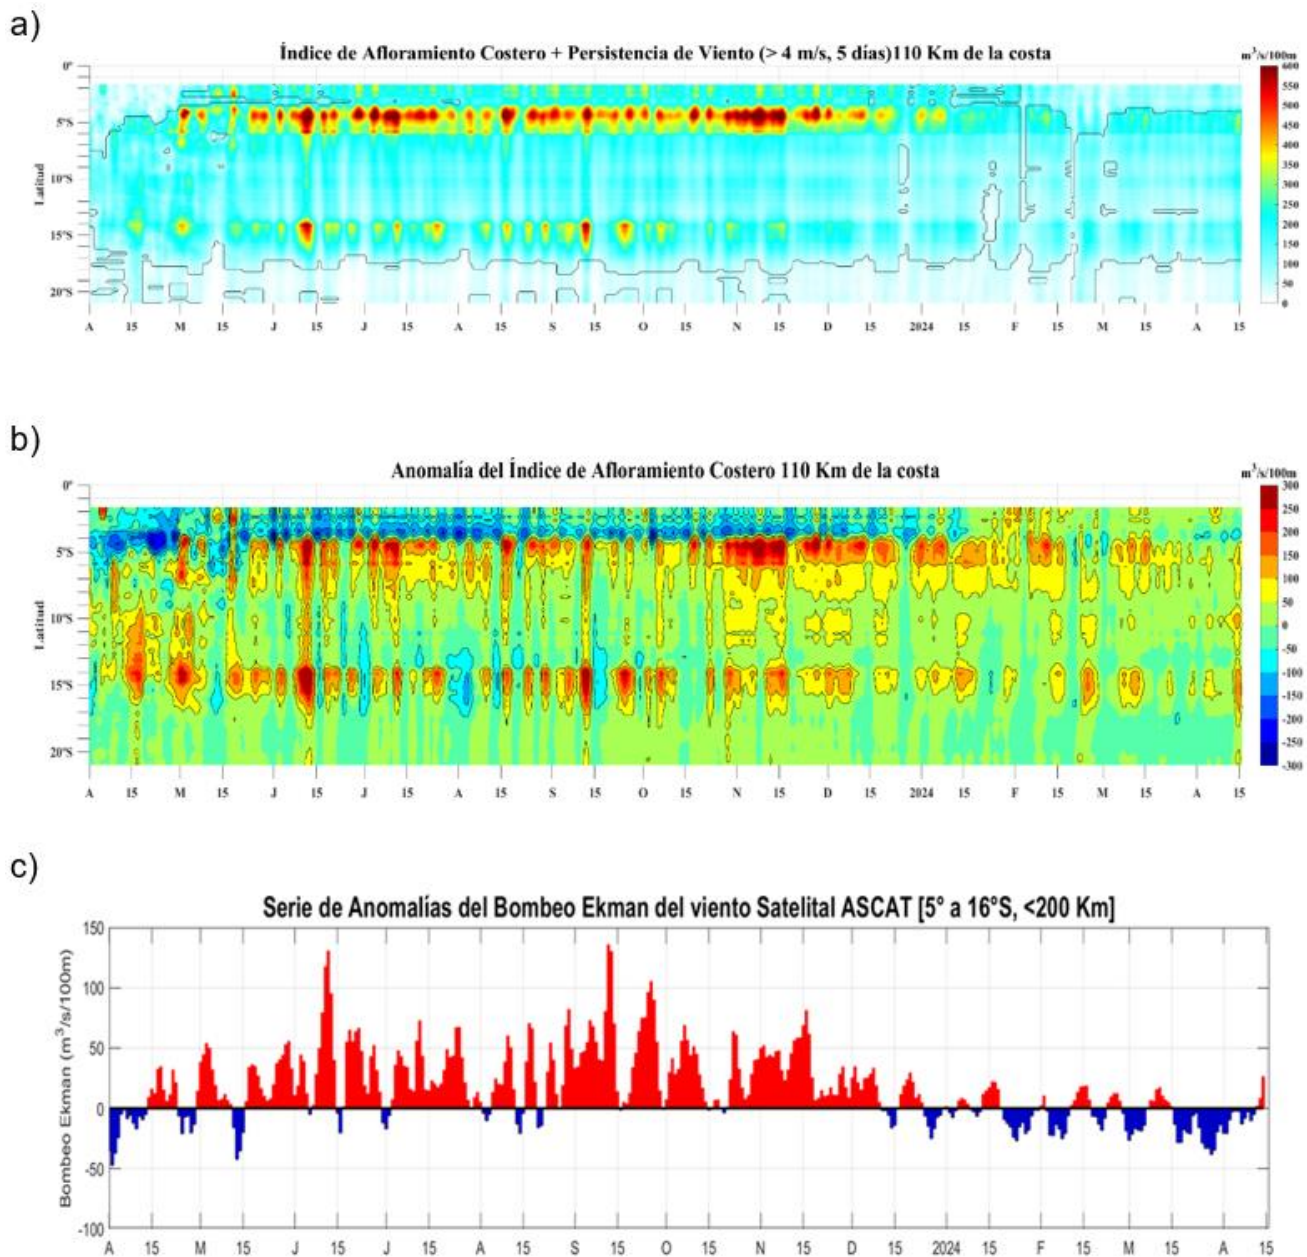 a)
Índice de Afloramiento Costero + Persistencia de Viento (> 4 m/s, 5 días)110 Km de la costa
m³/s/100m
0°
5°S
10°S
15°S
20°S
Latitud
600
550
500
450
400
350
300
250
200
150
100
50
0
A 15 M 15 J 15 J 15 A 15 S 15 O 15 N 15 D 15 2024 15 F 15 M 15 A 15
b)
Anomalía del Índice de Afloramiento Costero 110 Km de la costa
m³/s/100m
0°
5°S
10°S
15°S
20°S
Latitud
300
250
200
150
100
50
0
-50
-100
-150
-200
-250
-300
A 15 M 15 J 15 J 15 A 15 S 15 O 15 N 15 D 15 2024 15 F 15 M 15 A 15
c)
Serie de Anomalías del Bombeo Ekman del viento Satelital ASCAT [5° a 16°S, <200 Km]
Bombeo Ekman (m³/s/100m)
150
100
50
0
-50
-100
A 15 M 15 J 15 J 15 A 15 S 15 O 15 N 15 D 15 2024 15 F 15 M 15 A 15